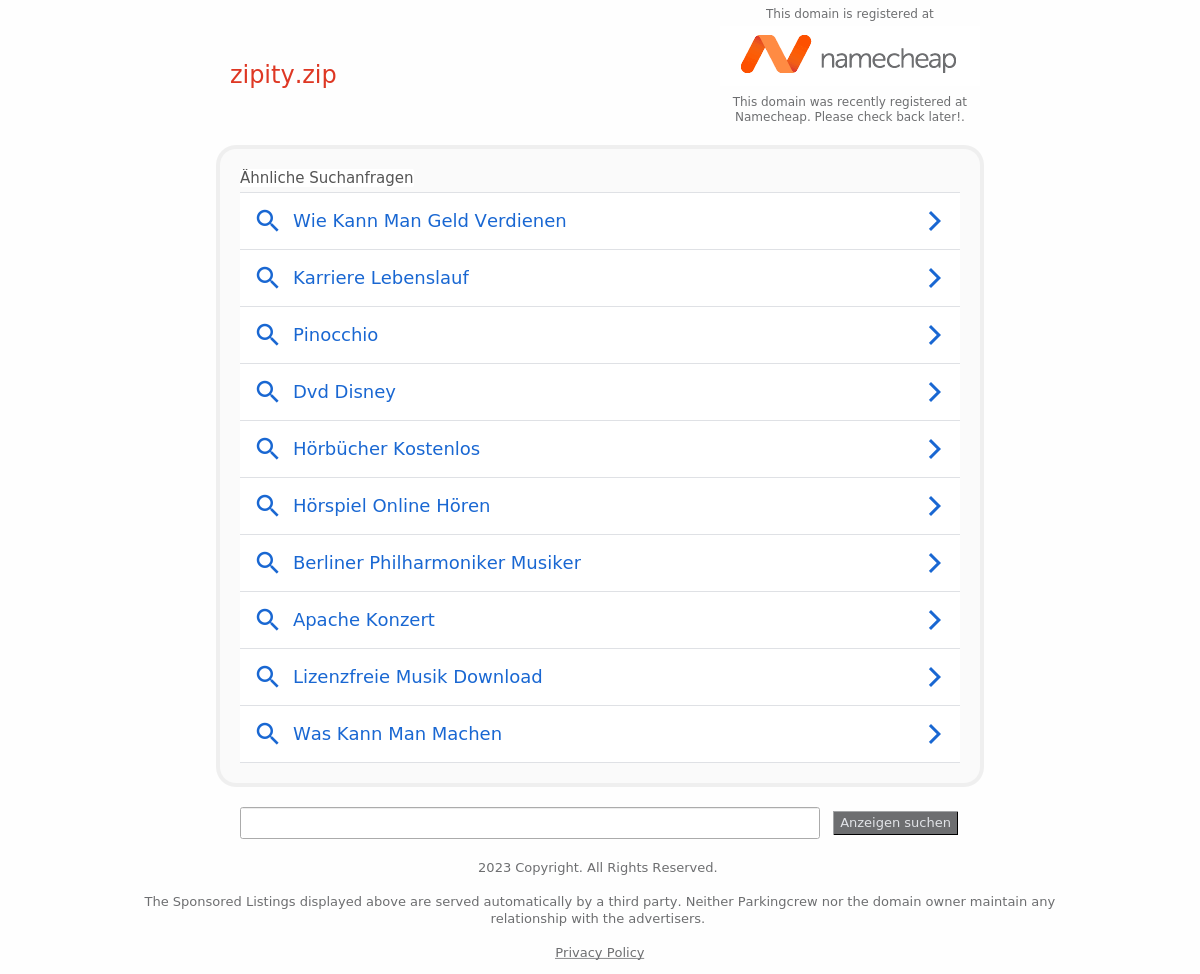 This domain is registered at
namecheap
zipity.zip
This domain was recently registered at
Namecheap. Please check back later!.
Ähnliche Suchanfragen
Wie Kann Man Geld Verdienen
Karriere Lebenslauf
Pinocchio
Dvd Disney
Hörbücher Kostenlos
Hörspiel Online Hören
Berliner Philharmoniker Musiker
Apache Konzert
Lizenzfreie Musik Download
Was Kann Man Machen
Anzeigen suchen
2023 Copyright. All Rights Reserved.
The Sponsored Listings displayed above are served automatically by a third party. Neither Parkingcrew nor the domain owner maintain any
relationship with the advertisers.
Privacy Policy